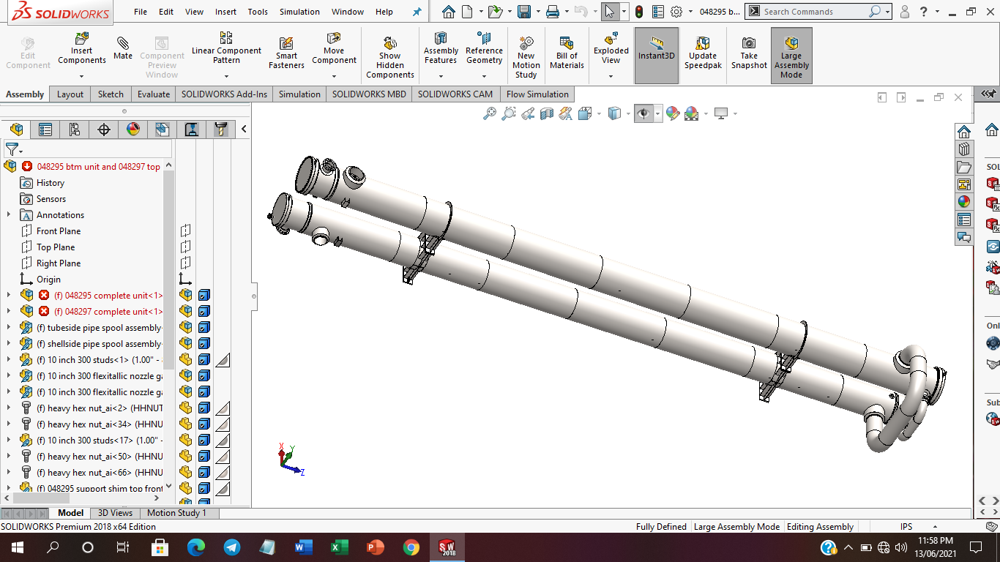 SOLIDWORKS File Edit View Insert Tools Simulation Window Help 048295 b... Search Commands ?
Edit Component
Insert Components
Mate
Component Preview Window
Linear Component Pattern
Smart Fasteners
Move Component
Show Hidden Components
Assembly Features
Reference Geometry
New Motion Study
Bill of Materials
Exploded View
Instant3D
Update Speedpak
Take Snapshot
Large Assembly Mode
Assembly Layout Sketch Evaluate SOLIDWORKS Add-Ins Simulation SOLIDWORKS MBD SOLIDWORKS CAM Flow Simulation
048295 btm unit and 048297 top
History
Sensors
Annotations
Front Plane
Top Plane
Right Plane
Origin
(f) 048295 complete unit<1>
(f) 048297 complete unit<1>
(f) tubeside pipe spool assembly
(f) shellside pipe spool assembly
(f) 10 inch 300 studs<1> (1.00" -
(f) 10 inch 300 flexitallic nozzle ga
(f) 10 inch 300 flexitallic nozzle ga
(f) heavy hex nut_ai<2> (HHNUT
(f) heavy hex nut_ai<34> (HHNU
(f) 10 inch 300 studs<17> (1.00" -
(f) heavy hex nut_ai<50> (HHNU
(f) heavy hex nut_ai<66> (HHNU
(f) 048295 support shim top front
X
Y
Z
SOL
Onl
Sub
Model 3D Views Motion Study 1
SOLIDWORKS Premium 2018 x64 Edition Fully Defined Large Assembly Mode Editing Assembly IPS
SW 2018
11:58 PM
13/06/2021